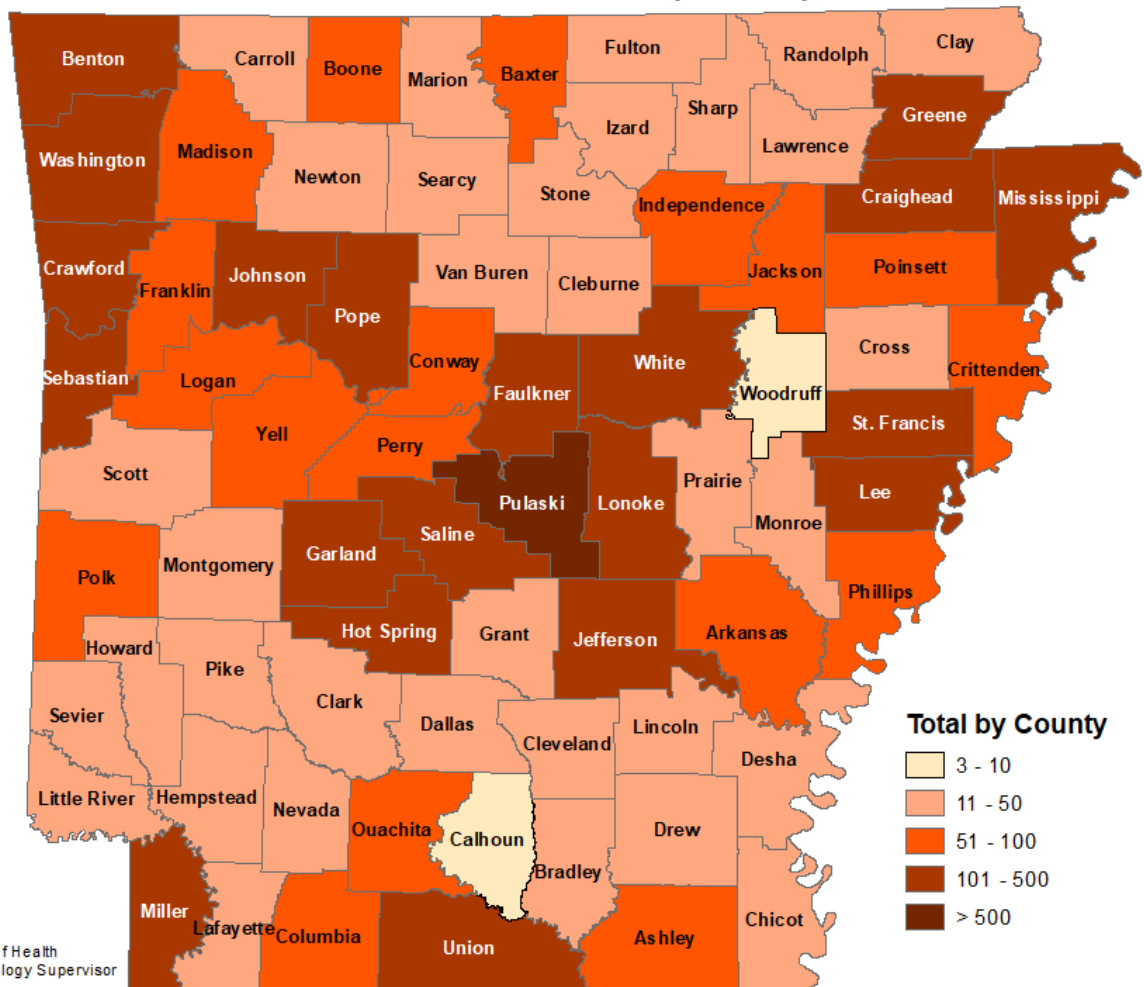 Benton
Carroll
Boone
Marion
Baxter
Fulton
Randolph
Clay
Sharp
Greene
Izard
Lawrence
Washington
Madison
Newton
Searcy
Stone
Independence
Craighead
Mississippi
Crawford
Franklin
Johnson
Pope
Van Buren
Cleburne
Jackson
Poinsett
Sebastian
Logan
Conway
Faulkner
White
Woodruff
Cross
Crittenden
Yell
Perry
St. Francis
Scott
Pulaski
Lonoke
Prairie
Lee
Saline
Monroe
Garland
Montgomery
Polk
Phillips
Hot Spring
Grant
Jefferson
Arkansas
Howard
Pike
Clark
Sevier
Dallas
Cleveland
Lincoln
Desha
Little River
Hempstead
Nevada
Ouachita
Calhoun
Drew
Bradley
Miller
Lafayette
Columbia
Union
Ashley
Chicot
Total by County
3 - 10
11 - 50
51 - 100
101 - 500
> 500
f Health
logy Supervisor